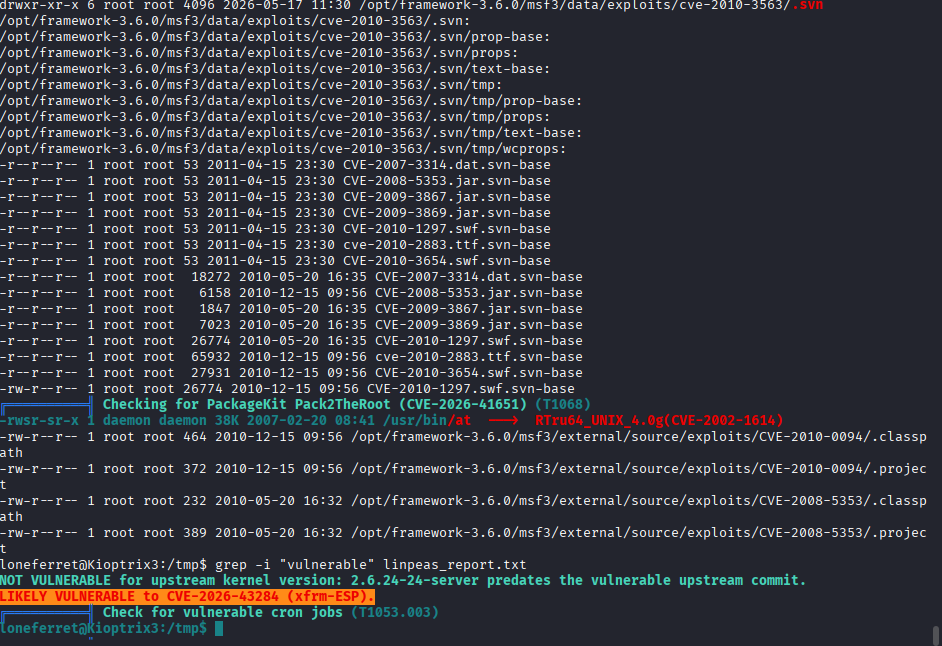 drwxr-xr-x 6 root root 4096 2026-05-17 11:30 /opt/framework-3.6.0/msf3/data/exploits/cve-2010-3563/.svn
/opt/framework-3.6.0/msf3/data/exploits/cve-2010-3563/.svn:
/opt/framework-3.6.0/msf3/data/exploits/cve-2010-3563/.svn/prop-base:
/opt/framework-3.6.0/msf3/data/exploits/cve-2010-3563/.svn/props:
/opt/framework-3.6.0/msf3/data/exploits/cve-2010-3563/.svn/text-base:
/opt/framework-3.6.0/msf3/data/exploits/cve-2010-3563/.svn/tmp:
/opt/framework-3.6.0/msf3/data/exploits/cve-2010-3563/.svn/tmp/prop-base:
/opt/framework-3.6.0/msf3/data/exploits/cve-2010-3563/.svn/tmp/props:
/opt/framework-3.6.0/msf3/data/exploits/cve-2010-3563/.svn/tmp/text-base:
/opt/framework-3.6.0/msf3/data/exploits/cve-2010-3563/.svn/tmp/wcprops:
-r--r--r-- 1 root root 53 2011-04-15 23:30 CVE-2007-3314.dat.svn-base
-r--r--r-- 1 root root 53 2011-04-15 23:30 CVE-2008-5353.jar.svn-base
-r--r--r-- 1 root root 53 2011-04-15 23:30 CVE-2009-3867.jar.svn-base
-r--r--r-- 1 root root 53 2011-04-15 23:30 CVE-2009-3869.jar.svn-base
-r--r--r-- 1 root root 53 2011-04-15 23:30 CVE-2010-1297.swf.svn-base
-r--r--r-- 1 root root 53 2011-04-15 23:30 cve-2010-2883.ttf.svn-base
-r--r--r-- 1 root root 53 2011-04-15 23:30 CVE-2010-3654.swf.svn-base
-r--r--r-- 1 root root  18272 2010-05-20 16:35 CVE-2007-3314.dat.svn-base
-r--r--r-- 1 root root   6158 2010-12-15 09:56 CVE-2008-5353.jar.svn-base
-r--r--r-- 1 root root   1847 2010-05-20 16:35 CVE-2009-3867.jar.svn-base
-r--r--r-- 1 root root   7023 2010-12-15 09:56 CVE-2009-3869.jar.svn-base
-r--r--r-- 1 root root  26774 2010-05-20 16:35 CVE-2010-1297.swf.svn-base
-r--r--r-- 1 root root  65932 2010-12-15 09:56 cve-2010-2883.ttf.svn-base
-r--r--r-- 1 root root  27931 2010-12-15 09:56 CVE-2010-3654.swf.svn-base
-rw-r--r-- 1 root root 26774 2010-12-15 09:56 CVE-2010-1297.swf.svn-base
╔══════════╣ Checking for PackageKit Pack2TheRoot (CVE-2026-41651) (T1068)
-rwsr-sr-x 1 daemon daemon 38K 2007-02-20 08:41 /usr/bin/at  --->  RTru64_UNIX_4.0g(CVE-2002-1614)
-rw-r--r-- 1 root root 464 2010-12-15 09:56 /opt/framework-3.6.0/msf3/external/source/exploits/CVE-2010-0094/.classp
ath
-rw-r--r-- 1 root root 372 2010-12-15 09:56 /opt/framework-3.6.0/msf3/external/source/exploits/CVE-2010-0094/.projec
t
-rw-r--r-- 1 root root 232 2010-05-20 16:32 /opt/framework-3.6.0/msf3/external/source/exploits/CVE-2008-5353/.classp
ath
-rw-r--r-- 1 root root 389 2010-05-20 16:32 /opt/framework-3.6.0/msf3/external/source/exploits/CVE-2008-5353/.projec
t
loneferret@Kioptrix3:/tmp$ grep -i "vulnerable" linpeas_report.txt
NOT VULNERABLE for upstream kernel version: 2.6.24-24-server predates the vulnerable upstream commit.
LIKELY VULNERABLE to CVE-2026-43284 (xfrm-ESP).
╔══════════╣ Check for vulnerable cron jobs (T1053.003)
loneferret@Kioptrix3:/tmp$